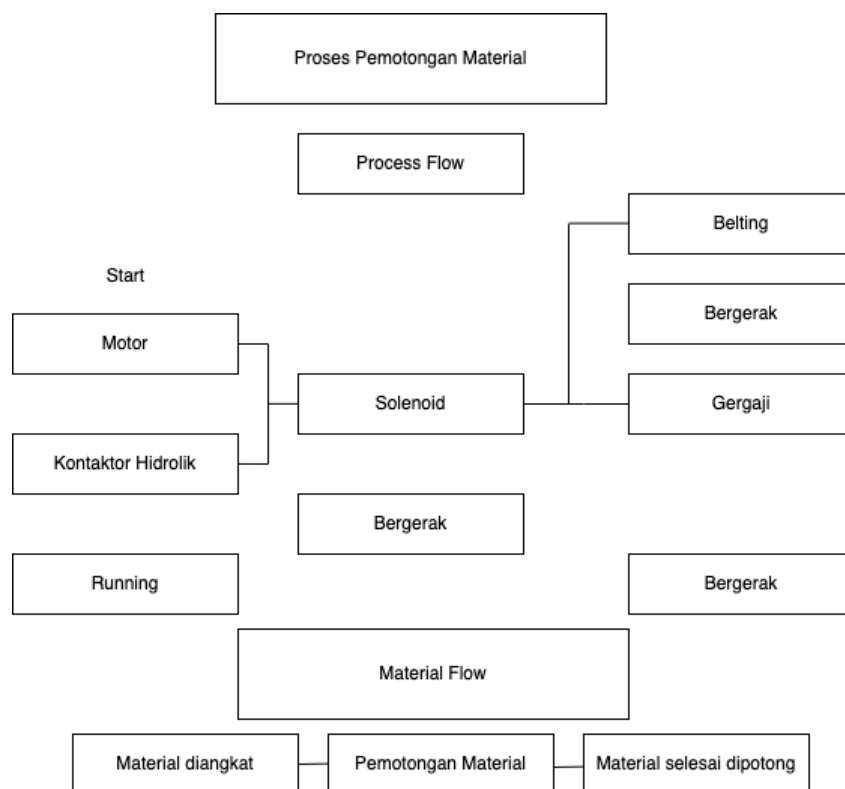 Proses Pemotongan Material
Process Flow
Belting
Start
Bergerak
Motor
Solenoid
Gergaji
Kontaktor Hidrolik
Bergerak
Running
Bergerak
Material Flow
Material diangkat
Pemotongan Material
Material selesai dipotong